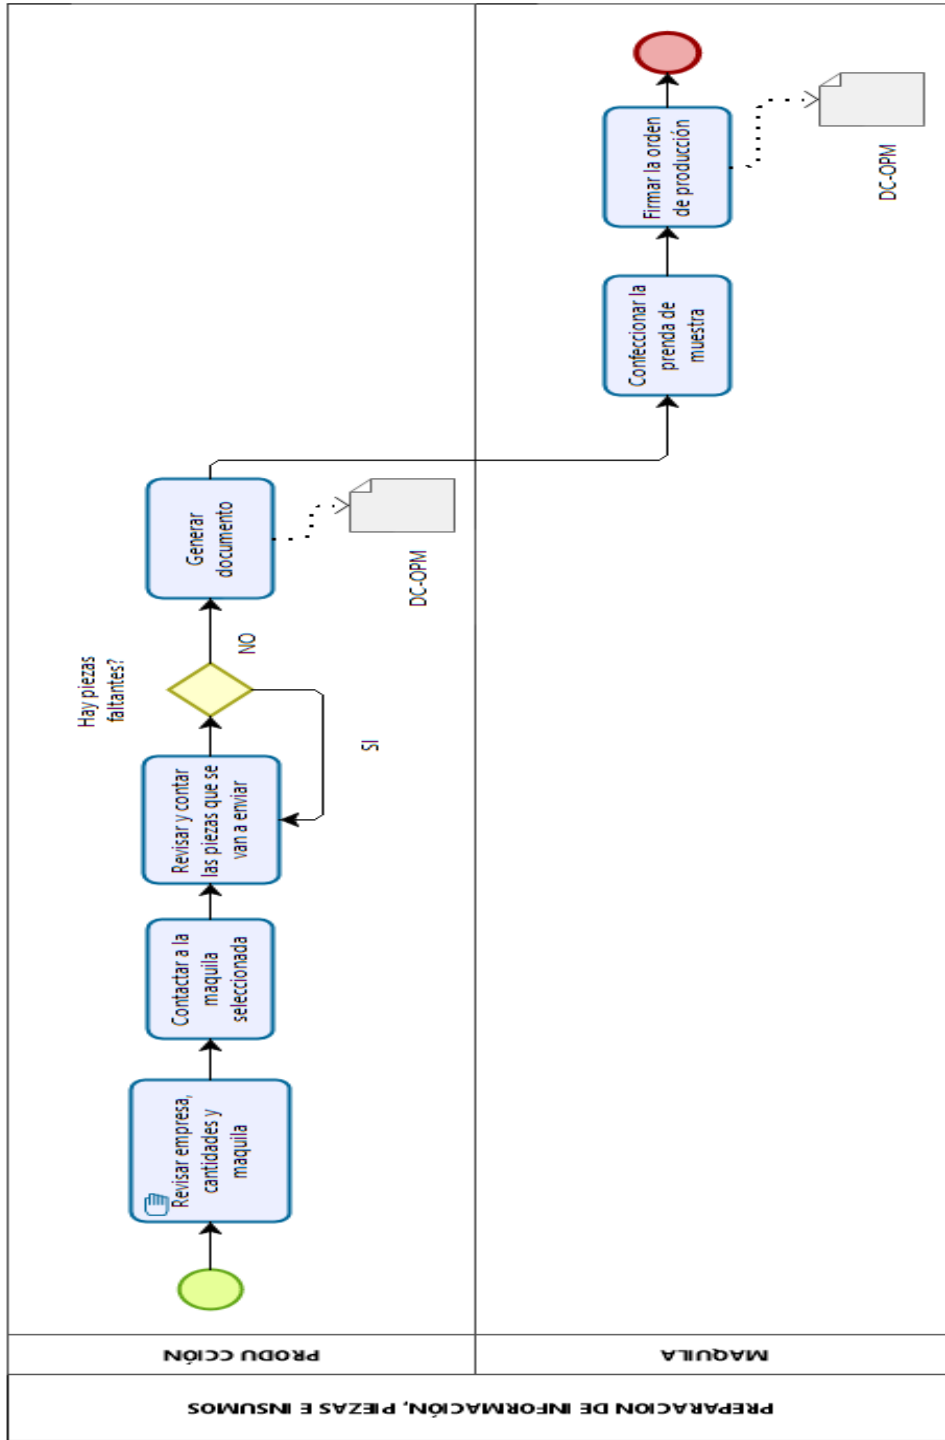 PREPARACION DE INFORMACIÓN, PIEZAS E INSUMOS
PRODUCCIÓN
Revisar empresa,
cantidades y
maquila
Contactar a la
maquila
seleccionada
Revisar y contar
las piezas que se
van a enviar
Hay piezas
faltantes?
SI
NO
Generar
documento
DC-OPM
MAQUILA
Confeccionar la
prenda de
muestra
Firmar la orden
de producción
DC-OPM